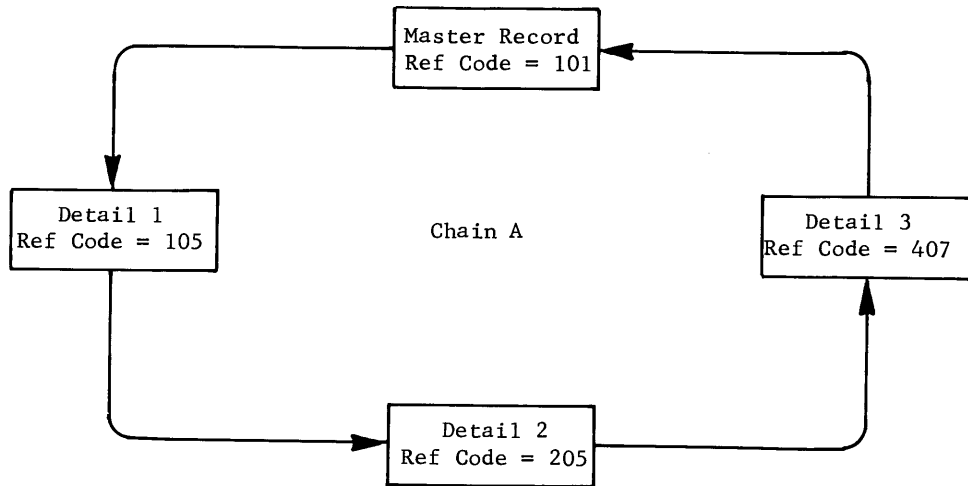 Master Record
Ref Code = 101
Detail 1
Ref Code = 105
Chain A
Detail 3
Ref Code = 407
Detail 2
Ref Code = 205